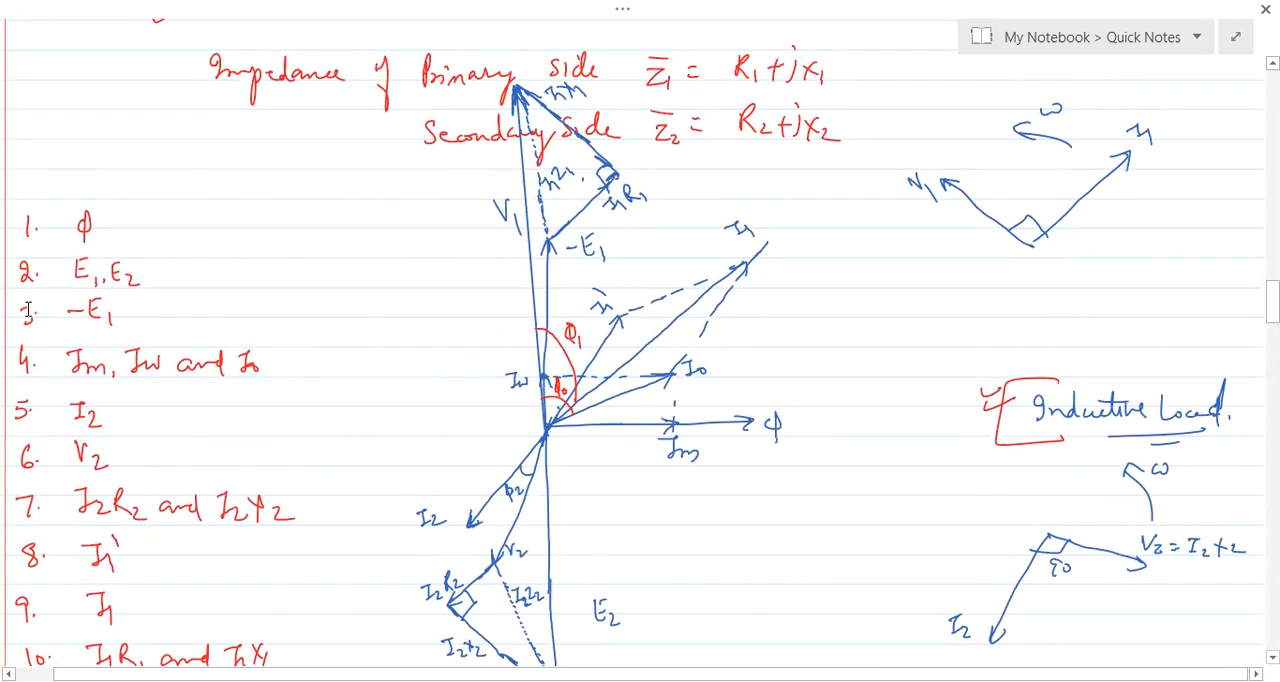 My Notebook > Quick Notes
Impedance of Primary side Z̄₁ = R₁+jx₁
Secondary side Z̄₂ = R₂+jx₂
1. ϕ
2. E₁, E₂
3. -E₁
4. Im, Iw and I₀
5. I₂
6. V₂
7. I₂R₂ and I₂x₂
8. I₁'
9. I₁
10. I₁R₁ and I₁x₁
I₁x₁
I₁z₁
I₁R₁
V₁
-E₁
I₁
I₁'
ϕ₁
Iw
ϕ₀
I₀
ϕ
Im
ϕ₂
I₂
V₂
I₂R₂
I₂z₂
I₂x₂
E₂
ω
V₁
I₁
Inductive Load.
ω
V₂ = I₂x₂
90
I₂